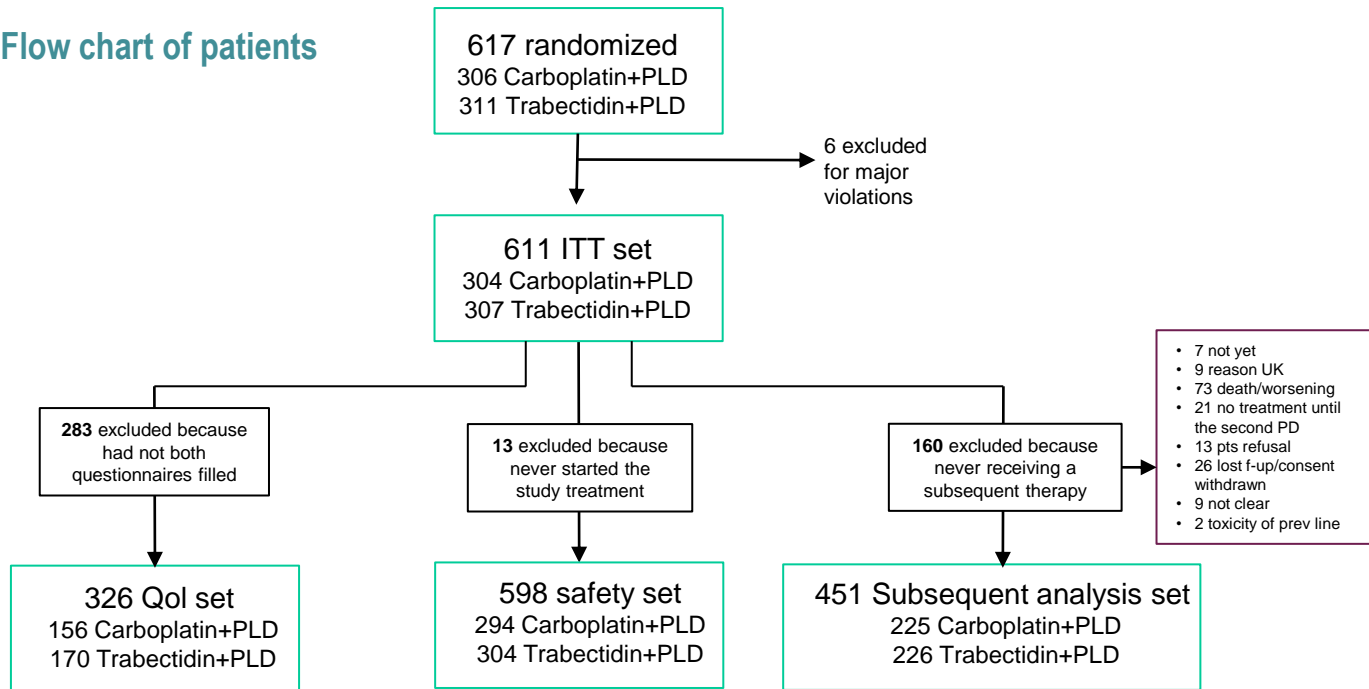 Flow chart of patients
617 randomized
306 Carboplatin+PLD
311 Trabectidin+PLD
6 excluded
for major
violations
611 ITT set
304 Carboplatin+PLD
307 Trabectidin+PLD
283 excluded because
had not both
questionnaires filled
13 excluded because
never started the
study treatment
160 excluded because
never receiving a
subsequent therapy
• 7 not yet
• 9 reason UK
• 73 death/worsening
• 21 no treatment until
the second PD
• 13 pts refusal
• 26 lost f-up/consent
withdrawn
• 9 not clear
• 2 toxicity of prev line
326 Qol set
156 Carboplatin+PLD
170 Trabectidin+PLD
598 safety set
294 Carboplatin+PLD
304 Trabectidin+PLD
451 Subsequent analysis set
225 Carboplatin+PLD
226 Trabectidin+PLD